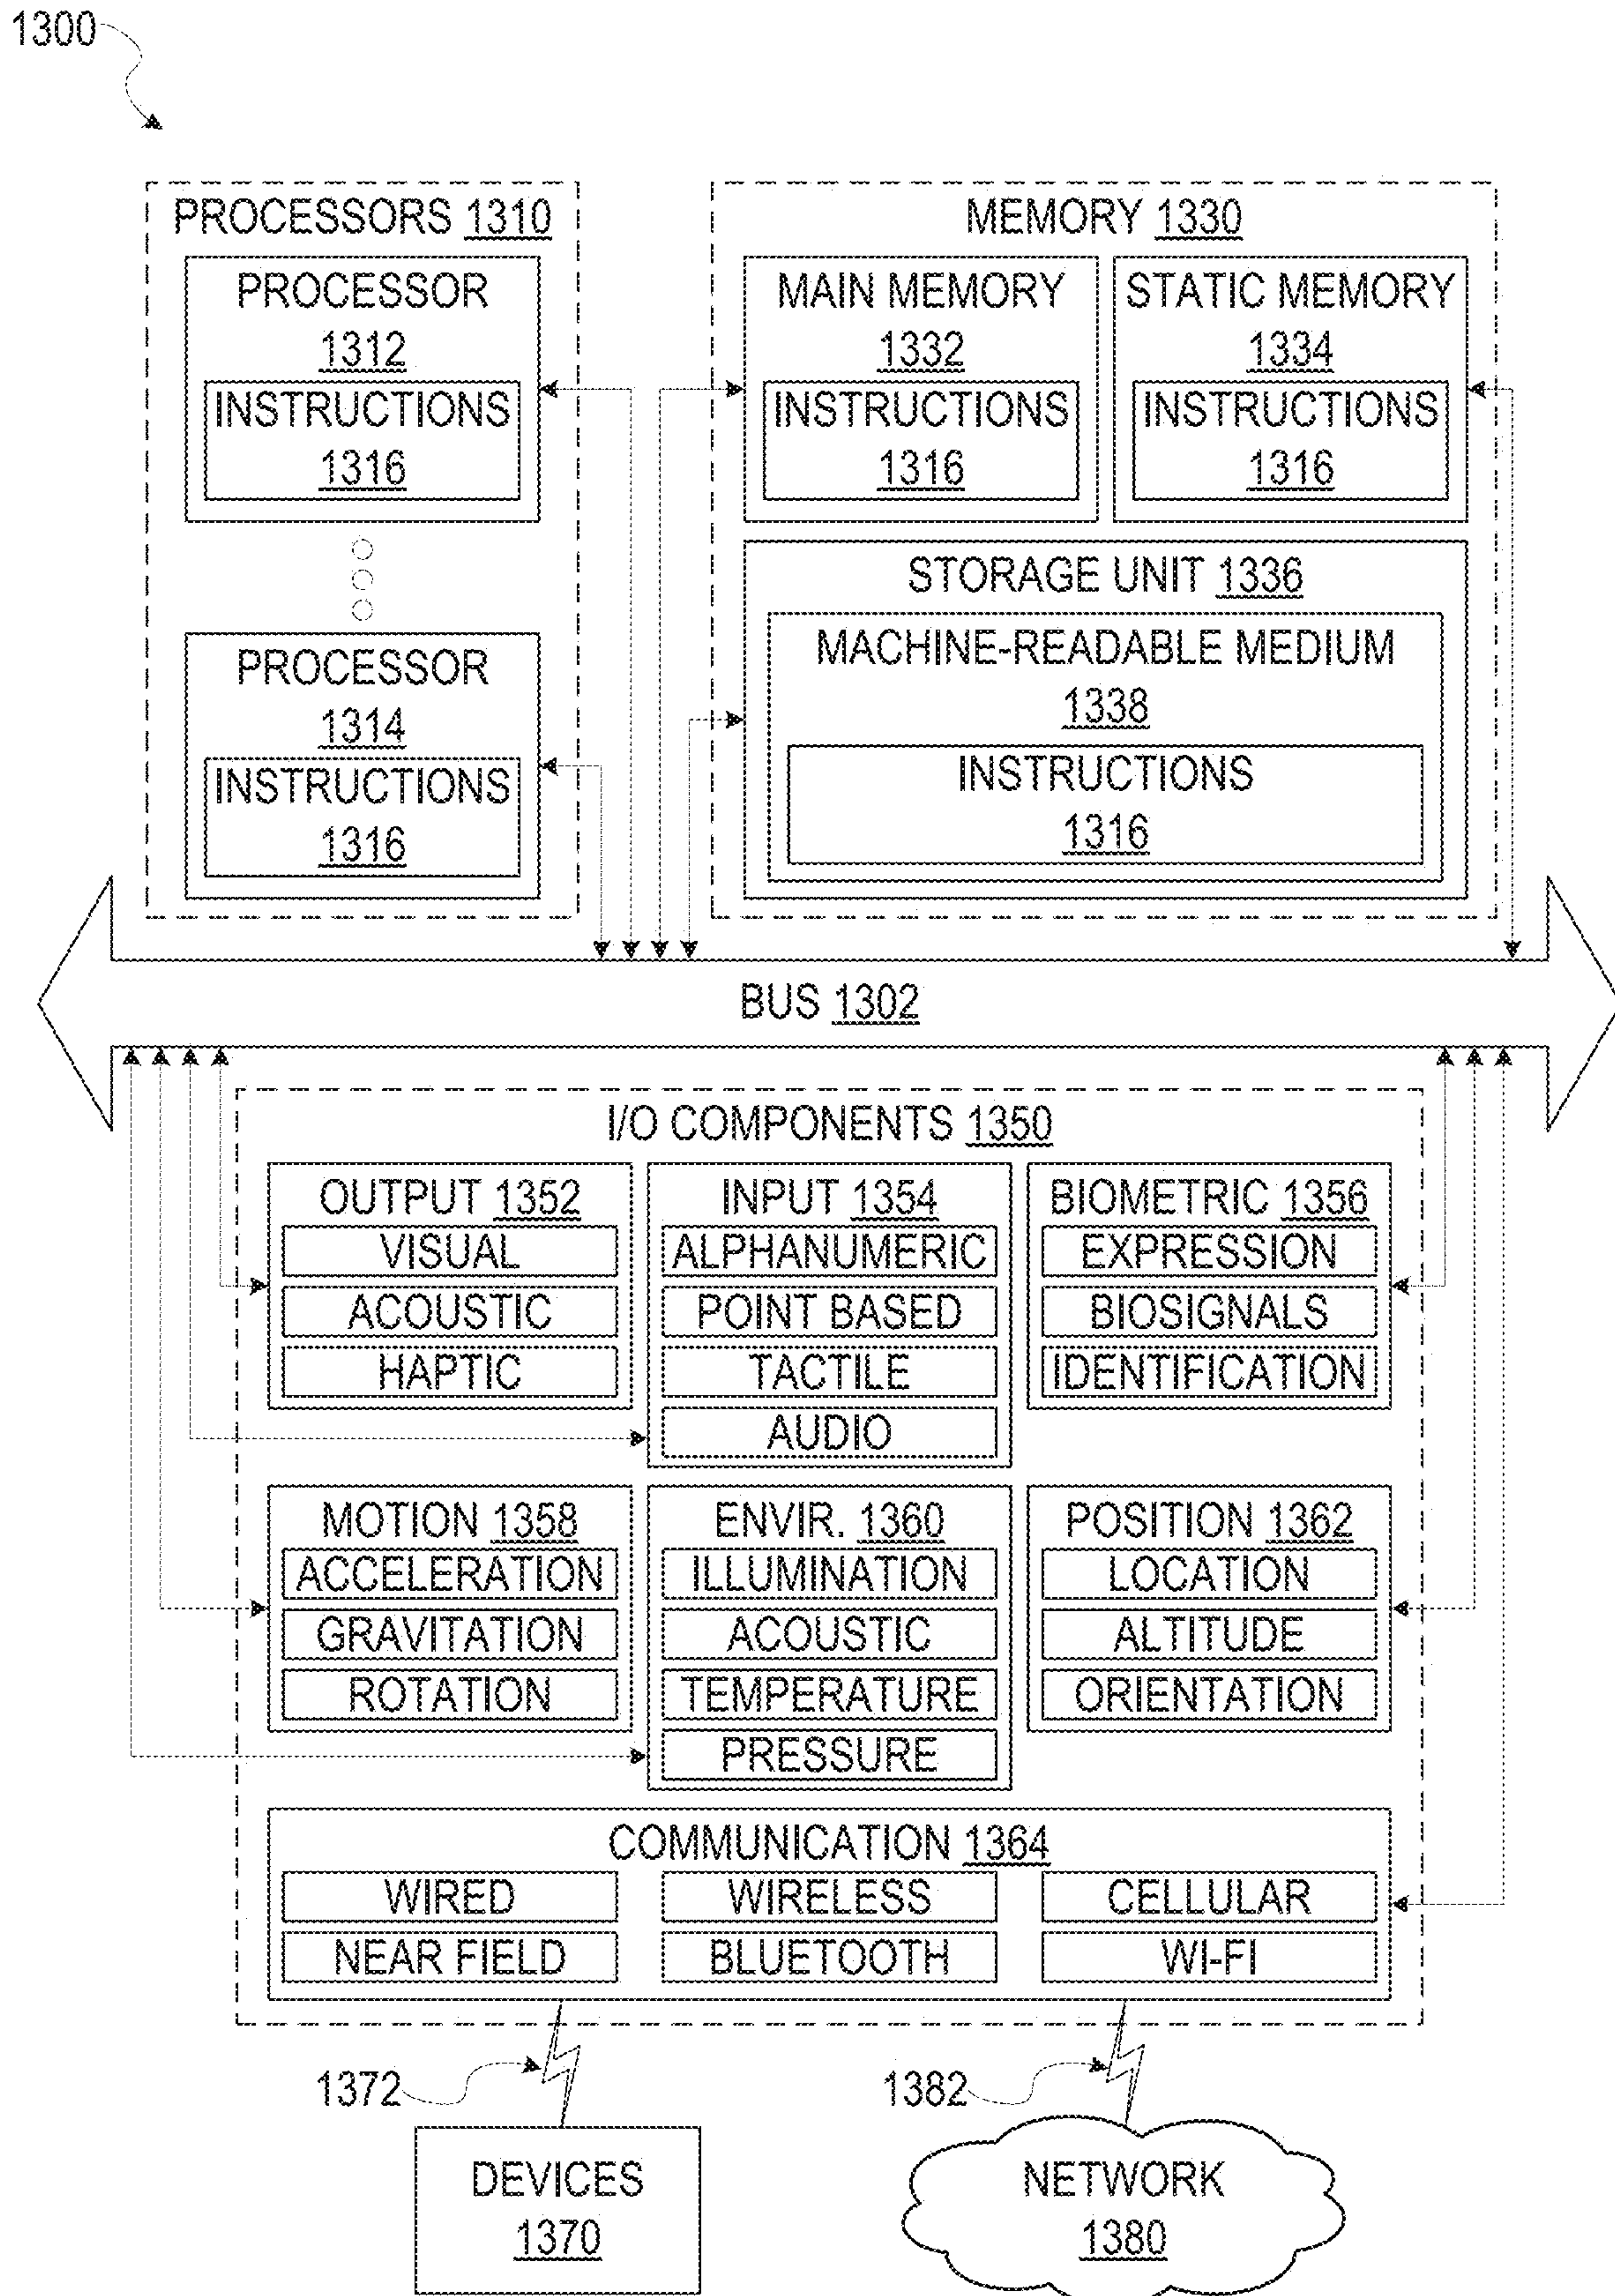 1300
PROCESSORS 1310
PROCESSOR
1312
INSTRUCTIONS
1316
PROCESSOR
1314
INSTRUCTIONS
1316
MEMORY 1330
MAIN MEMORY
1332
INSTRUCTIONS
1316
STATIC MEMORY
1334
INSTRUCTIONS
1316
STORAGE UNIT 1336
MACHINE-READABLE MEDIUM
1338
INSTRUCTIONS
1316
BUS 1302
I/O COMPONENTS 1350
OUTPUT 1352
VISUAL
ACOUSTIC
HAPTIC
INPUT 1354
ALPHANUMERIC
POINT BASED
TACTILE
AUDIO
BIOMETRIC 1356
EXPRESSION
BIOSIGNALS
IDENTIFICATION
MOTION 1358
ACCELERATION
GRAVITATION
ROTATION
ENVIR. 1360
ILLUMINATION
ACOUSTIC
TEMPERATURE
PRESSURE
POSITION 1362
LOCATION
ALTITUDE
ORIENTATION
COMMUNICATION 1364
WIRED
WIRELESS
CELLULAR
NEAR FIELD
BLUETOOTH
WI-FI
1372
1382
DEVICES
1370
NETWORK
1380